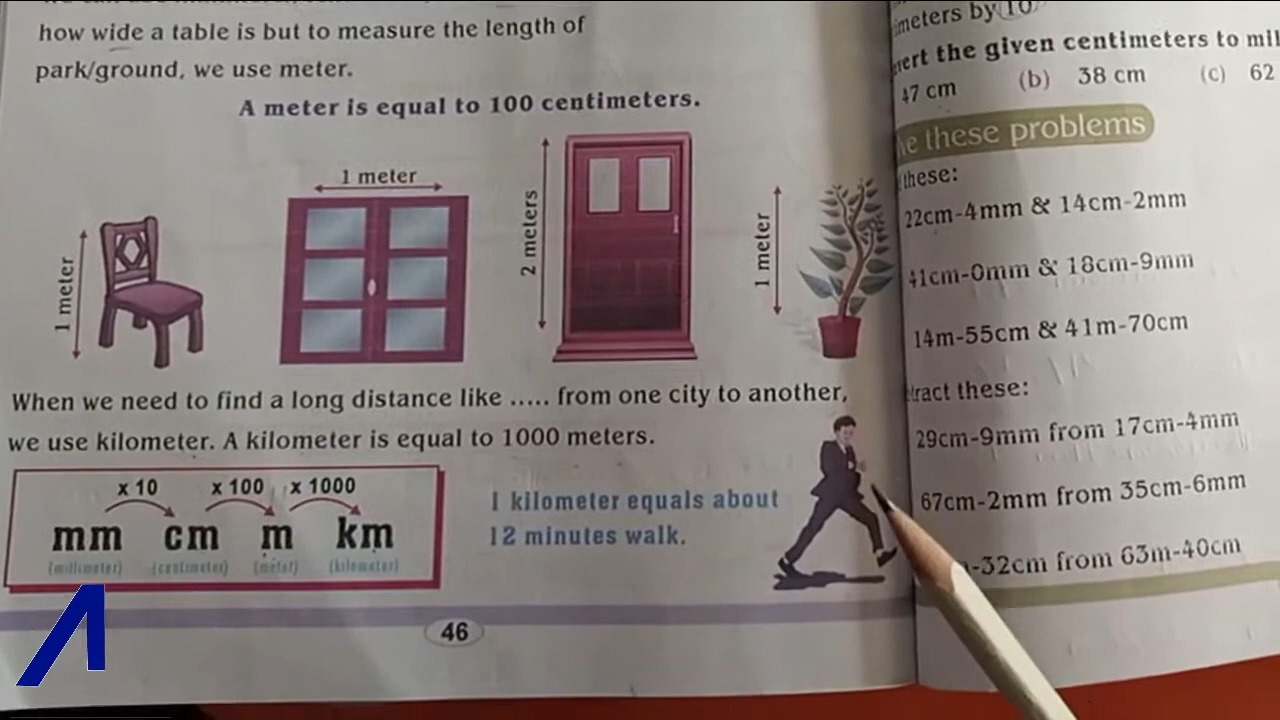 how wide a table is but to measure the length of
park/ground, we use meter.
A meter is equal to 100 centimeters.
1 meter
1 meter
2 meters
1 meter
When we need to find a long distance like ..... from one city to another,
we use kilometer. A kilometer is equal to 1000 meters.
x 10 x 100 x 1000
mm cm m km
(millimeter) (centimeter) (meter) (kilometer)
1 kilometer equals about
12 minutes walk.
46
by 10
the given centimeters to
47 cm (b) 38 cm (c) 62
these problems
these:
22cm-4mm & 14cm-2mm
41cm-0mm & 18cm-9mm
14m-55cm & 41m-70cm
these:
29cm-9mm from 17cm-4mm
67cm-2mm from 35cm-6mm
-32cm from 63m-40cm